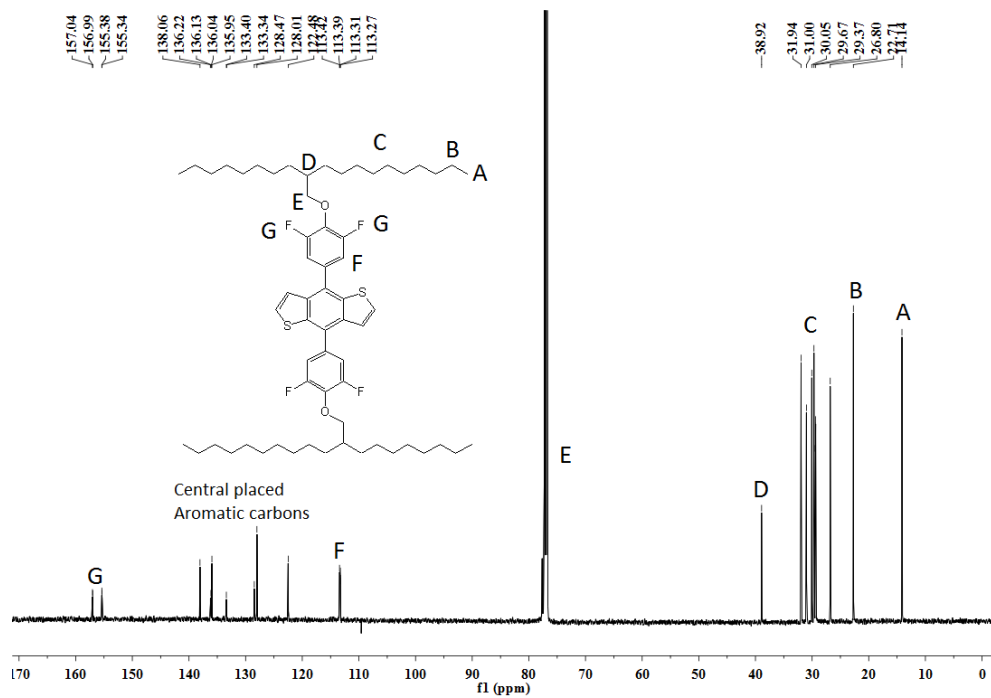 157.04
156.99
155.38
155.34
138.06
136.22
136.13
136.04
135.95
133.40
133.34
128.47
128.01
122.48
113.42
113.39
113.31
113.27
38.92
31.94
31.00
30.05
29.67
29.37
26.80
22.71
14.14
C
B
D
A
E
O
G
F
F
G
F
S
S
F
F
O
B
A
C
E
D
Central placed
Aromatic carbons
F
G
170 160 150 140 130 120 110 100 90 80 70 60 50 40 30 20 10 0
f1 (ppm)